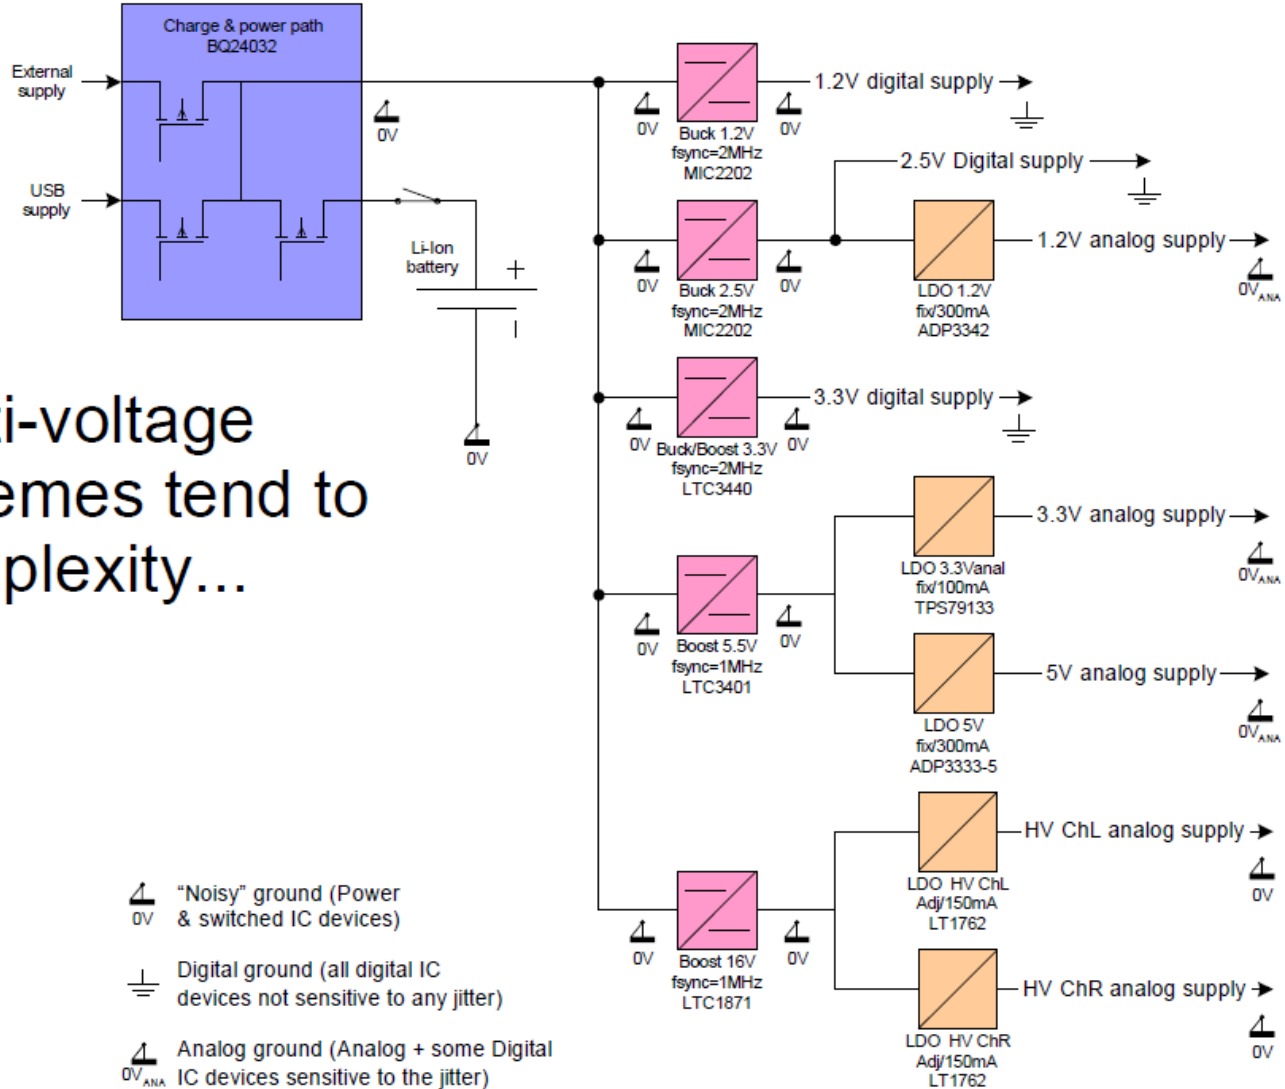 Charge & power path
BQ24032
External
supply
0V
USB
supply
Li-Ion
battery
+
0V
ti-voltage
emes tend to
plexity...
0V
0V
Buck 1.2V
fsync=2MHz
MIC2202
1.2V digital supply
2.5V Digital supply
0V
0V
Buck 2.5V
fsync=2MHz
MIC2202
LDO 1.2V
fix/300mA
ADP3342
1.2V analog supply
0VANA
0V
0V
Buck/Boost 3.3V
fsync=2MHz
LTC3440
3.3V digital supply
0V
0V
Boost 5.5V
fsync=1MHz
LTC3401
LDO 3.3Vanal
fix/100mA
TPS79133
3.3V analog supply
0VANA
LDO 5V
fix/300mA
ADP3333-5
5V analog supply
0VANA
0V
0V
Boost 16V
fsync=1MHz
LTC1871
LDO HV ChL
Adj/150mA
LT1762
HV ChL analog supply
0V
LDO HV ChR
Adj/150mA
LT1762
HV ChR analog supply
0V
0V
“Noisy” ground (Power
& switched IC devices)
Digital ground (all digital IC
devices not sensitive to any jitter)
Analog ground (Analog + some Digital
0VANA IC devices sensitive to the jitter)